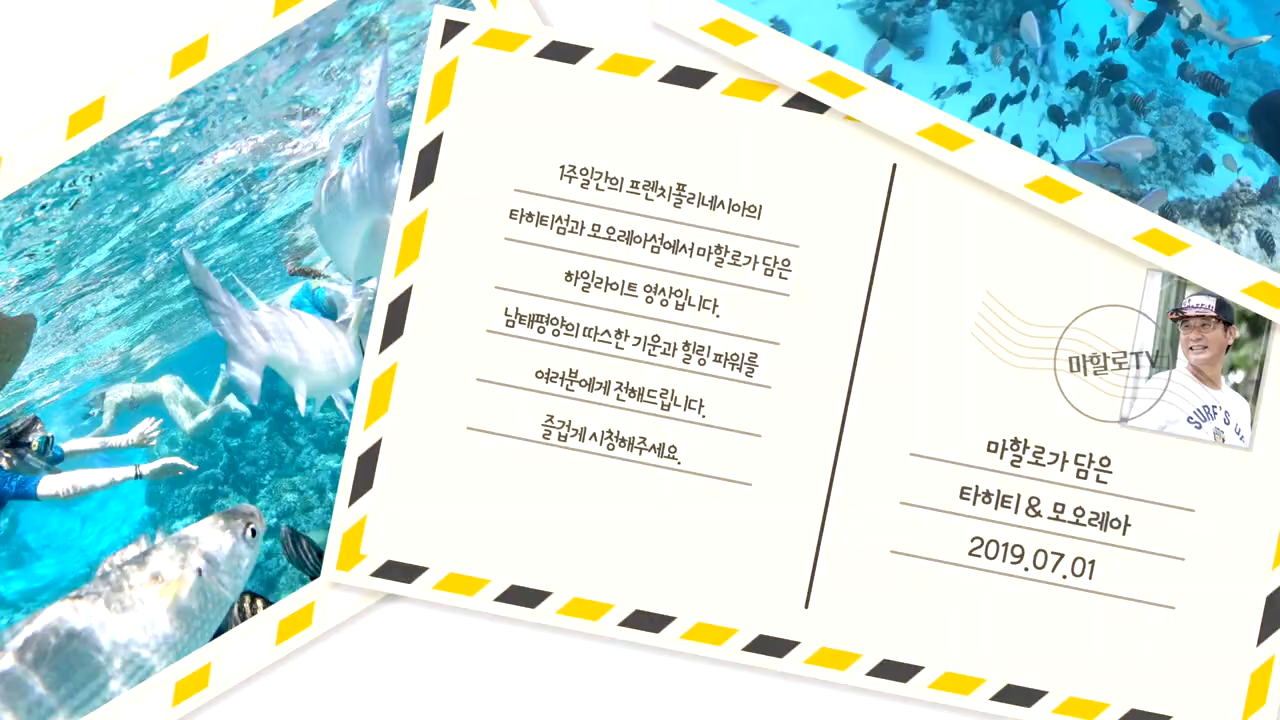 1주일간의 프렌치폴리네시아의
타히티섬과 모오레아섬에서 마할로가 담은
하일라이트 영상입니다.
남태평양의 따스한 기운과 힐링 파워를
여러분에게 전해드립니다.
즐겁게 시청해주세요.
마할로TV
SURF'S
마할로가 담은
타히티 & 모오레아
2019.07.01